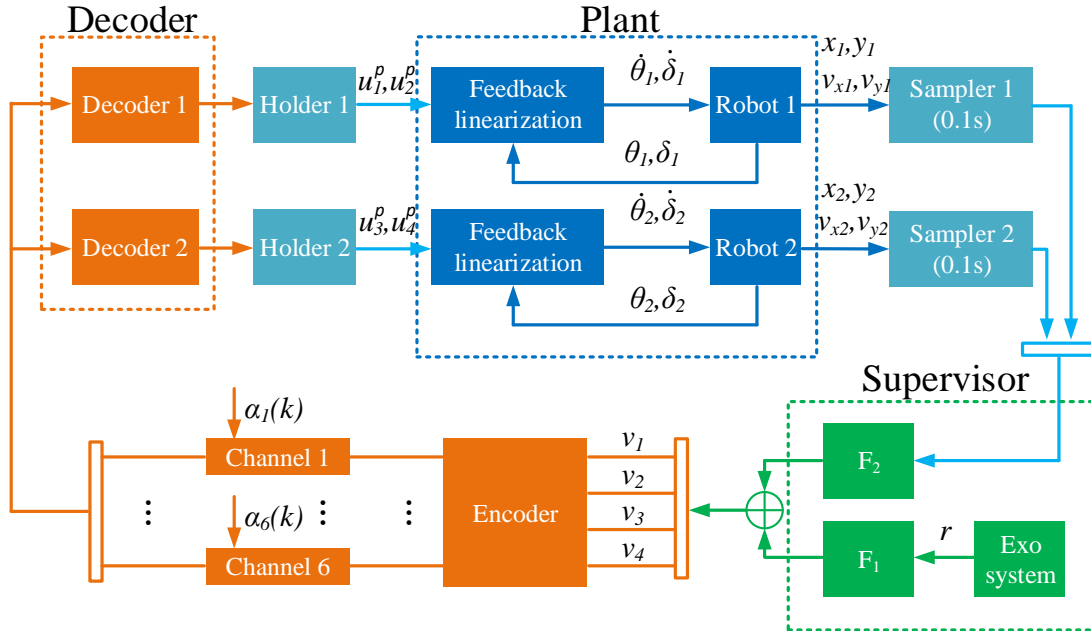 Decoder
Plant
Decoder 1
Holder 1
u₁ᵖ,u₂ᵖ
Feedback
linearization
θ̇₁,δ̇₁
θ₁,δ₁
Robot 1
x₁,y₁
vₓ₁,v_y1
Sampler 1
(0.1s)
Decoder 2
Holder 2
u₃ᵖ,u₄ᵖ
Feedback
linearization
θ̇₂,δ̇₂
θ₂,δ₂
Robot 2
x₂,y₂
vₓ₂,v_y2
Sampler 2
(0.1s)
Supervisor
α₁(k)
Channel 1
⋮
⋮
⋮
α₆(k)
Channel 6
Encoder
v₁
v₂
v₃
v₄
F₂
F₁
r
Exo
system